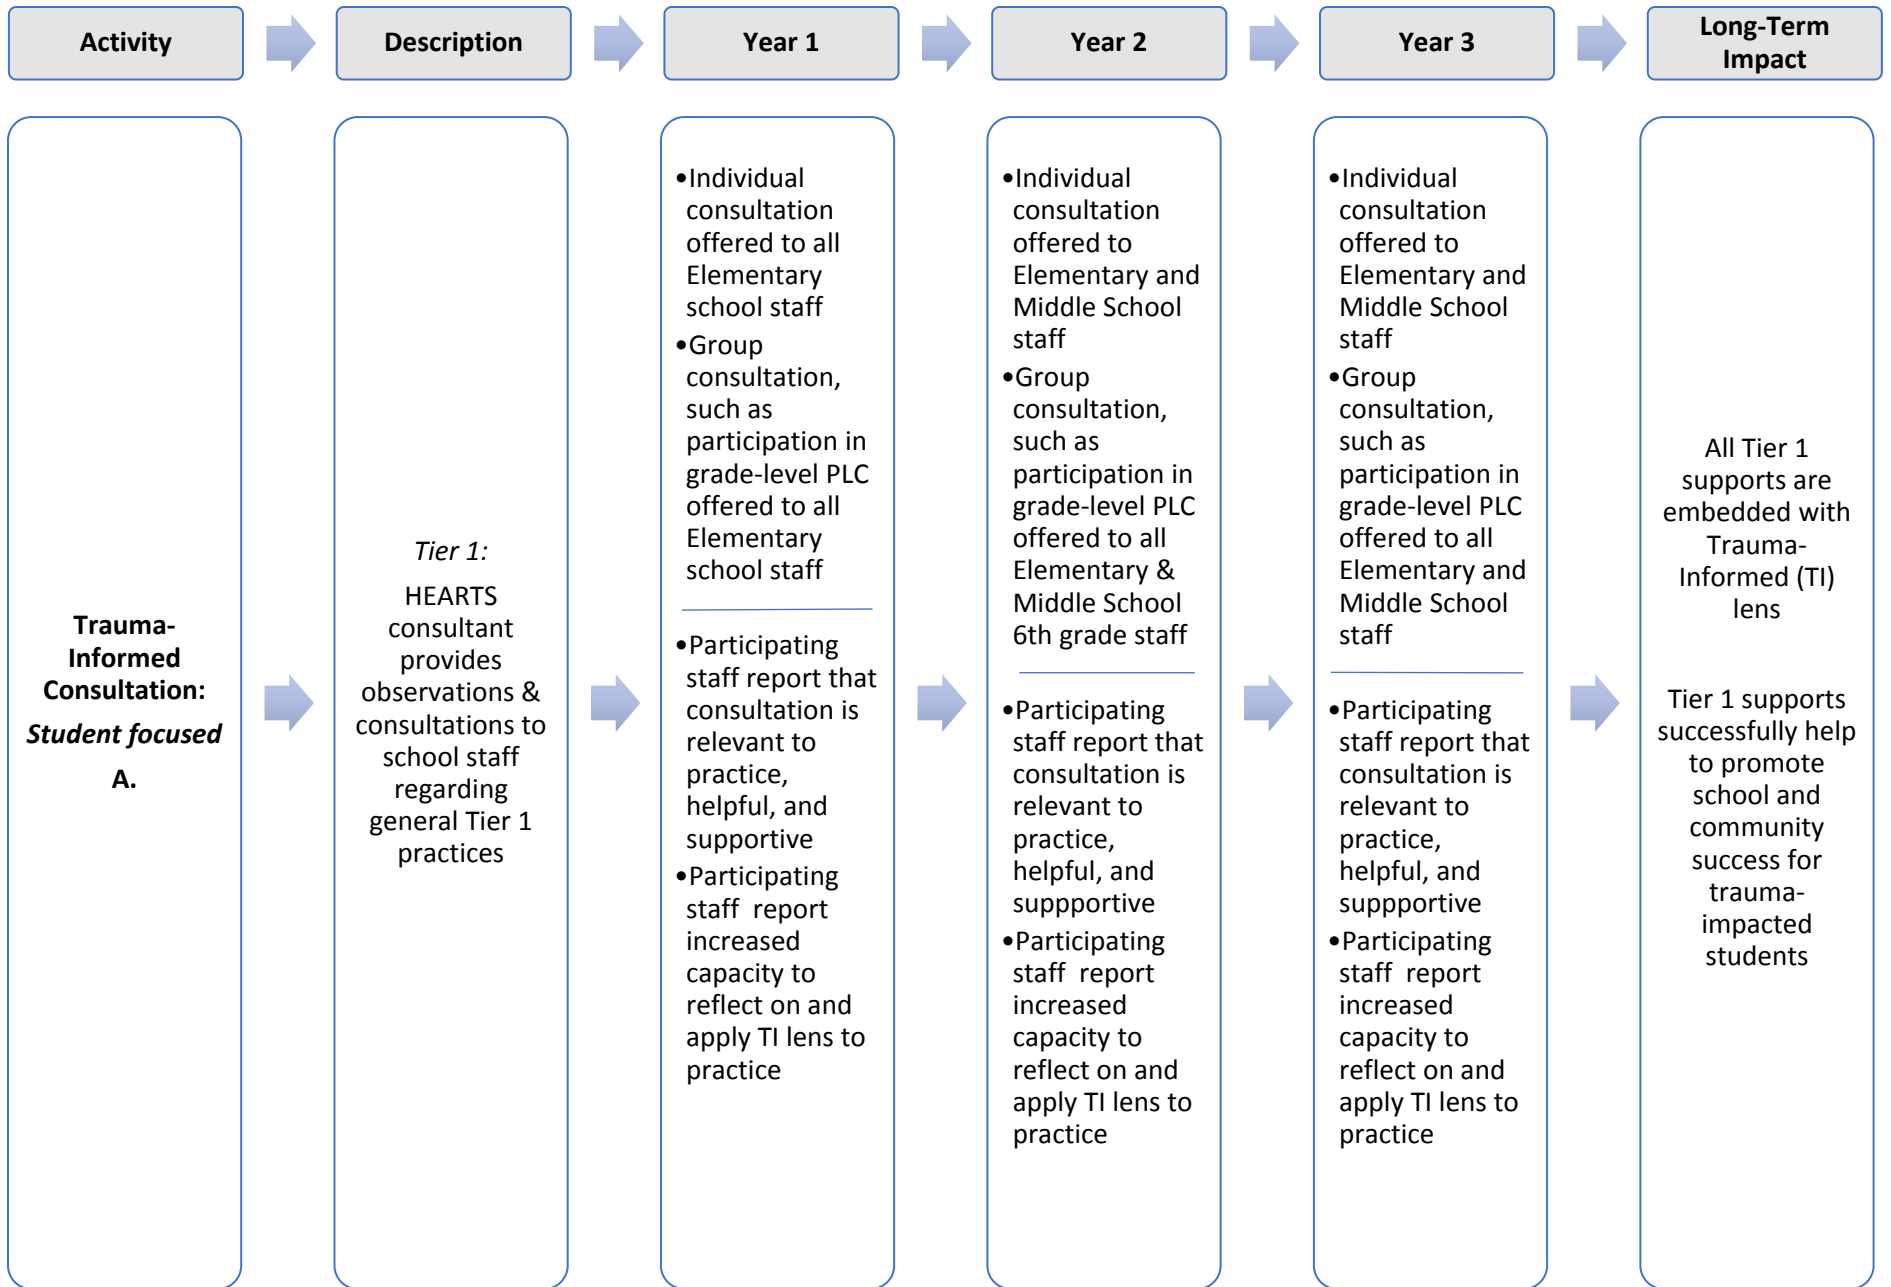 Activity
Description
Year 1
Year 2
Year 3
Long-Term
Impact
Trauma-
Informed
Consultation:
Student focused
A.
Tier 1:
HEARTS
consultant
provides
observations &
consultations to
school staff
regarding
general Tier 1
practices
•Individual
consultation
offered to all
Elementary
school staff
•Group
consultation,
such as
participation in
grade-level PLC
offered to all
Elementary
school staff
•Participating
staff report that
consultation is
relevant to
practice,
helpful, and
supportive
•Participating
staff  report
increased
capacity to
reflect on and
apply TI lens to
practice
•Individual
consultation
offered to
Elementary and
Middle School
staff
•Group
consultation,
such as
participation in
grade-level PLC
offered to all
Elementary &
Middle School
6th grade staff
•Participating
staff report that
consultation is
relevant to
practice,
helpful, and
suppportive
•Participating
staff  report
increased
capacity to
reflect on and
apply TI lens to
practice
•Individual
consultation
offered to
Elementary and
Middle School
staff
•Group
consultation,
such as
participation in
grade-level PLC
offered to all
Elementary and
Middle School
staff
•Participating
staff report that
consultation is
relevant to
practice,
helpful, and
suppportive
•Participating
staff  report
increased
capacity to
reflect on and
apply TI lens to
practice
All Tier 1
supports are
embedded with
Trauma-
Informed (TI)
lens
Tier 1 supports
successfully help
to promote
school and
community
success for
trauma-
impacted
students